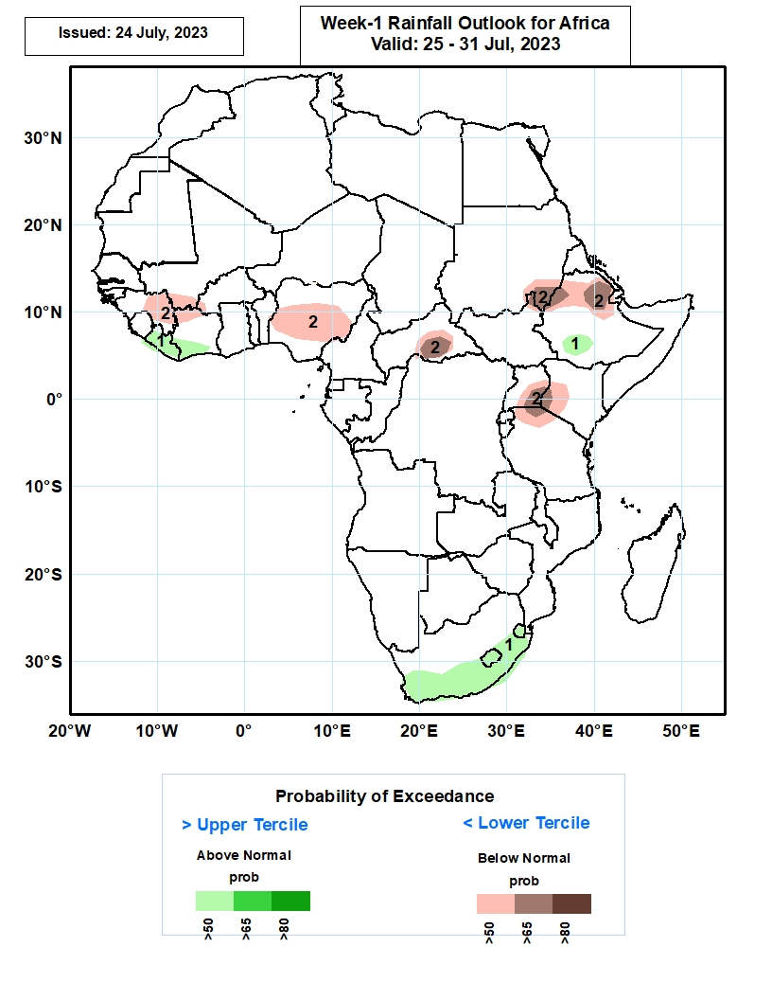 Issued: 24 July, 2023
Week-1 Rainfall Outlook for Africa
Valid: 25 - 31 Jul, 2023
30°N
20°N
10°N
0°
10°S
20°S
30°S
2
1
2
2
2
2
1
2
1
20°W
10°W
0°
10°E
20°E
30°E
40°E
50°E
Probability of Exceedance
> Upper Tercile
< Lower Tercile
Above Normal
Below Normal
prob
prob
>50
>65
>80
>50
>65
>80